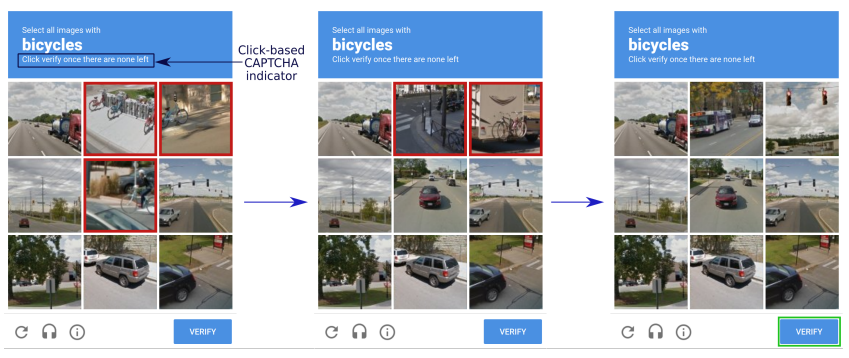 Select all images with
bicycles
Click verify once there are none left
Click-based
CAPTCHA
indicator
VERIFY
Select all images with
bicycles
Click verify once there are none left
VERIFY
Select all images with
bicycles
Click verify once there are none left
VERIFY